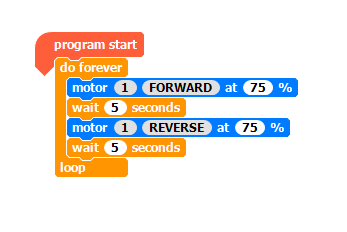 program start
do forever
motor 1 FORWARD at 75 %
wait 5 seconds
motor 1 REVERSE at 75 %
wait 5 seconds
loop